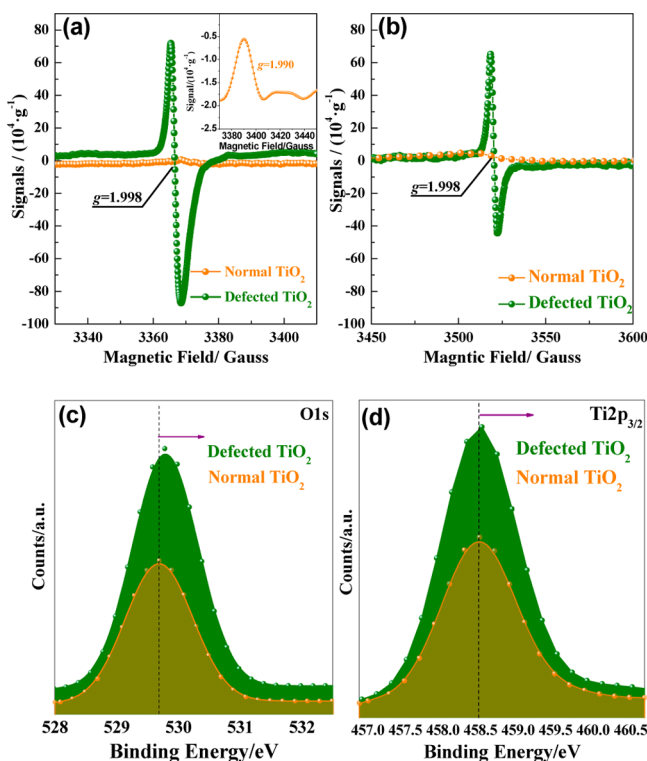 (a)
80
60
40
20
0
-20
-40
-60
-80
-100
Signals / (10⁴·g⁻¹)
3340 3360 3380 3400
Magnetic Field/ Gauss
g=1.998
Normal TiO₂
Defected TiO₂
-0.5
-1.0
-1.5
-2.0
-2.5
Signal/(10⁴·g⁻¹)
g=1.990
3380 3400 3420 3440
Magnetic Field/Gauss
(b)
80
60
40
20
0
-20
-40
-60
-80
-100
Signals / (10⁴·g⁻¹)
3450 3500 3550 3600
Magntic Field/ Gauss
g=1.998
Normal TiO₂
Defected TiO₂
(c)
O1s
Defected TiO₂
Normal TiO₂
Counts/a.u.
528 529 530 531 532
Binding Energy/eV
(d)
Ti2p₃/₂
Defected TiO₂
Normal TiO₂
Counts/a.u.
457.0 457.5 458.0 458.5 459.0 459.5 460.0 460.5
Binding Energy/eV